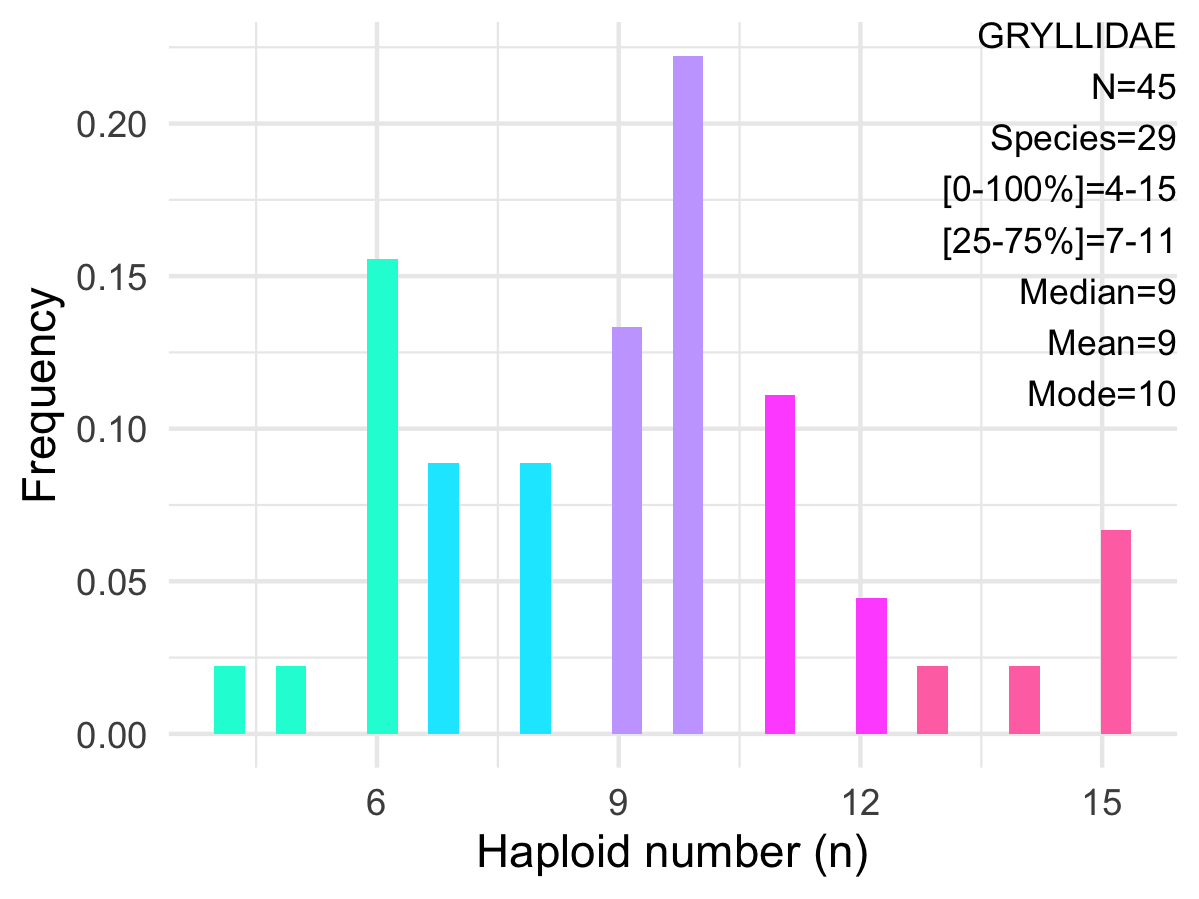 GRYLLIDAE
N=45
Species=29
[0-100%]=4-15
[25-75%]=7-11
Median=9
Mean=9
Mode=10
Frequency
0.20
0.15
0.10
0.05
0.00
6 9 12 15
Haploid number (n)